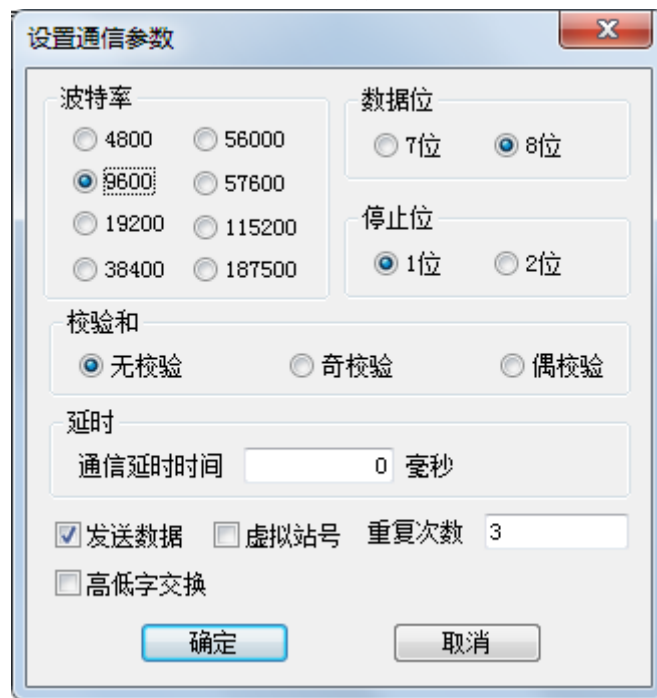 设置通信参数
波特率
4800
56000
9600
57600
19200
115200
38400
187500
数据位
7位
8位
停止位
1位
2位
校验和
无校验
奇校验
偶校验
延时
通信延时时间
0
毫秒
发送数据
虚拟站号
重复次数
3
高低字交换
确定
取消